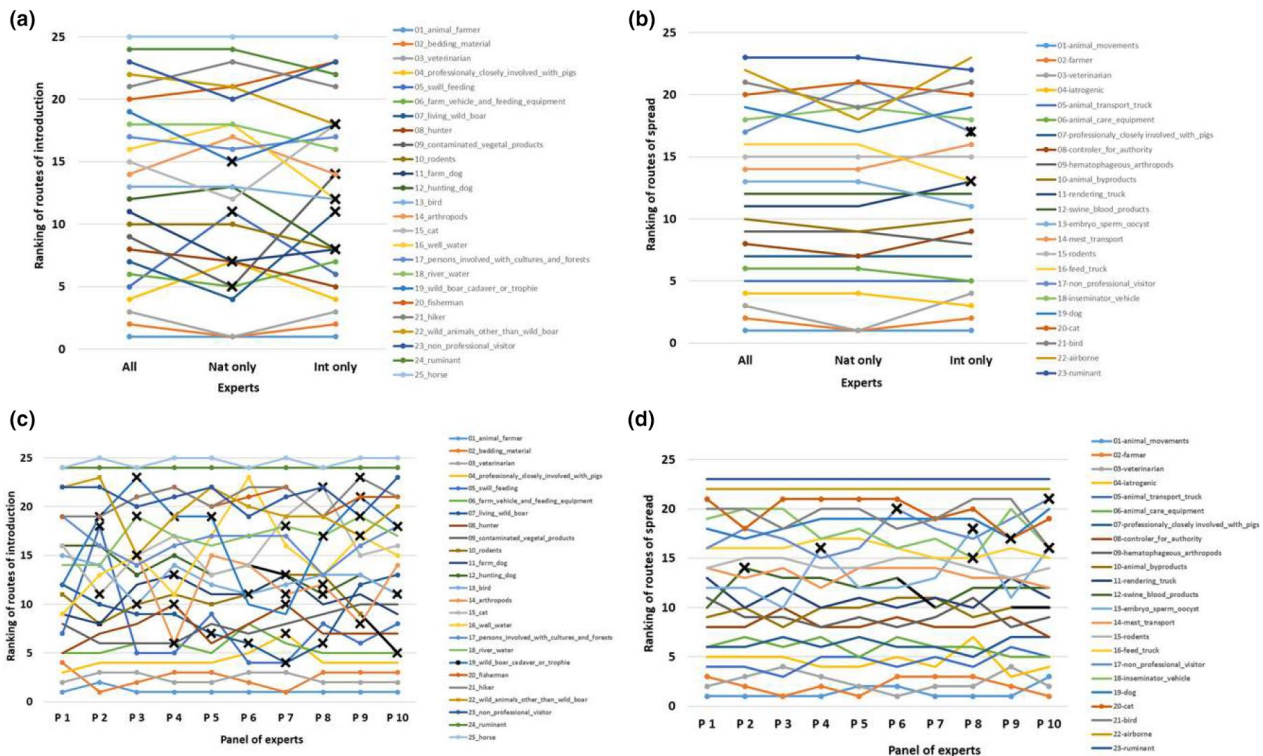 (a)
Ranking of routes of introduction
25
20
15
10
5
0
All Nat only Int only
Experts
01_animal_farmer
02_bedding_material
03_veterinarian
04_professionaly_closely_involved_with_pigs
05_swill_feeding
06_farm_vehicle_and_feeding_equipment
07_living_wild_boar
08_hunter
09_contaminated_vegetal_products
10_rodents
11_farm_dog
12_hunting_dog
13_bird
14_arthropods
15_cat
16_well_water
17_persons_involved_with_cultures_and_forests
18_river_water
19_wild_boar_cadaver_or_trophie
20_fisherman
21_hiker
22_wild_animals_other_than_wild_boar
23_non_professional_visitor
24_ruminant
25_horse
(b)
Ranking of routes of spread
25
20
15
10
5
0
All Nat only Int only
Experts
01-animal_movements
02-farmer
03-veterinarian
04-iatrogenic
05-animal_transport_truck
06-animal_care_equipment
07-professionaly_closely involved_with_pigs
08-controler_for_authority
09-hematophageous_arthropods
10-animal_byproducts
11-rendering_truck
12-swine_blood_products
13-embryo_sperm_oocyst
14-mest_transport
15-rodents
16-feed_truck
17-non_professional_visitor
18-inseminator_vehicle
19-dog
20-cat
21-bird
22-airborne
23-ruminant
(c)
Ranking of routes of introduction
25
20
15
10
5
0
P 1 P 2 P 3 P 4 P 5 P 6 P 7 P 8 P 9 P 10
Panel of experts
01_animal_farmer
02_bedding_material
03_veterinarian
04_professionaly_closely_involved_with_pigs
05_swill_feeding
06_farm_vehicle_and_feeding_equipment
07_living_wild_boar
08_hunter
09_contaminated_vegetal_products
10_rodents
11_farm_dog
12_hunting_dog
13_bird
14_arthropods
15_cat
16_well_water
17_persons_involved_with_cultures_and_forests
18_river_water
19_wild_boar_cadaver_or_trophie
20_fisherman
21_hiker
22_wild_animals_other_than_wild_boar
23_non_professional_visitor
24_ruminant
25_horse
(d)
Ranking of routes of spread
25
20
15
10
5
0
P 1 P 2 P 3 P 4 P 5 P 6 P 7 P 8 P 9 P 10
Panel of experts
01-animal_movements
02-farmer
03-veterinarian
04-iatrogenic
05-animal_transport_truck
06-animal_care_equipment
07-professionaly_closely involved_with_pigs
08-controler_for_authority
09-hematophageous_arthropods
10-animal_byproducts
11-rendering_truck
12-swine_blood_products
13-embryo_sperm_oocyst
14-mest_transport
15-rodents
16-feed_truck
17-non_professional_visitor
18-inseminator_vehicle
19-dog
20-cat
21-bird
22-airborne
23-ruminant